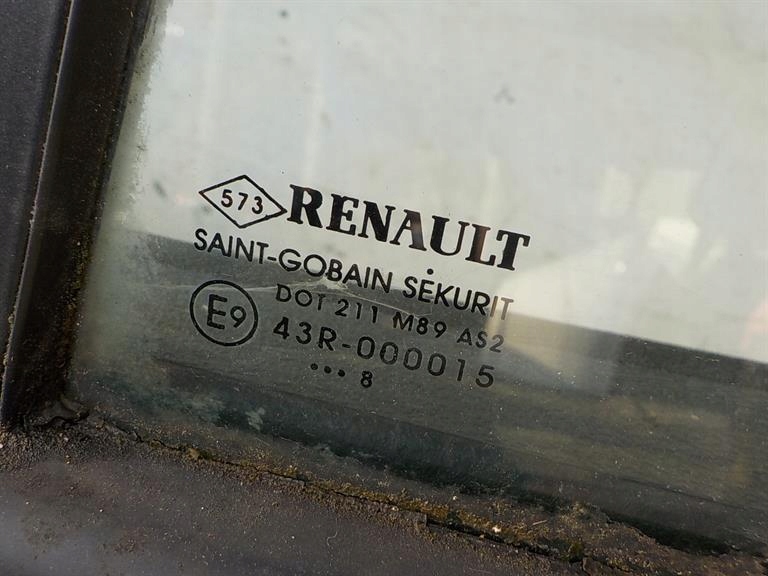 573 RENAULT
SAINT-GOBAIN SEKURIT
DOT 211 M89 AS2
E9 43R-000015
••• 8